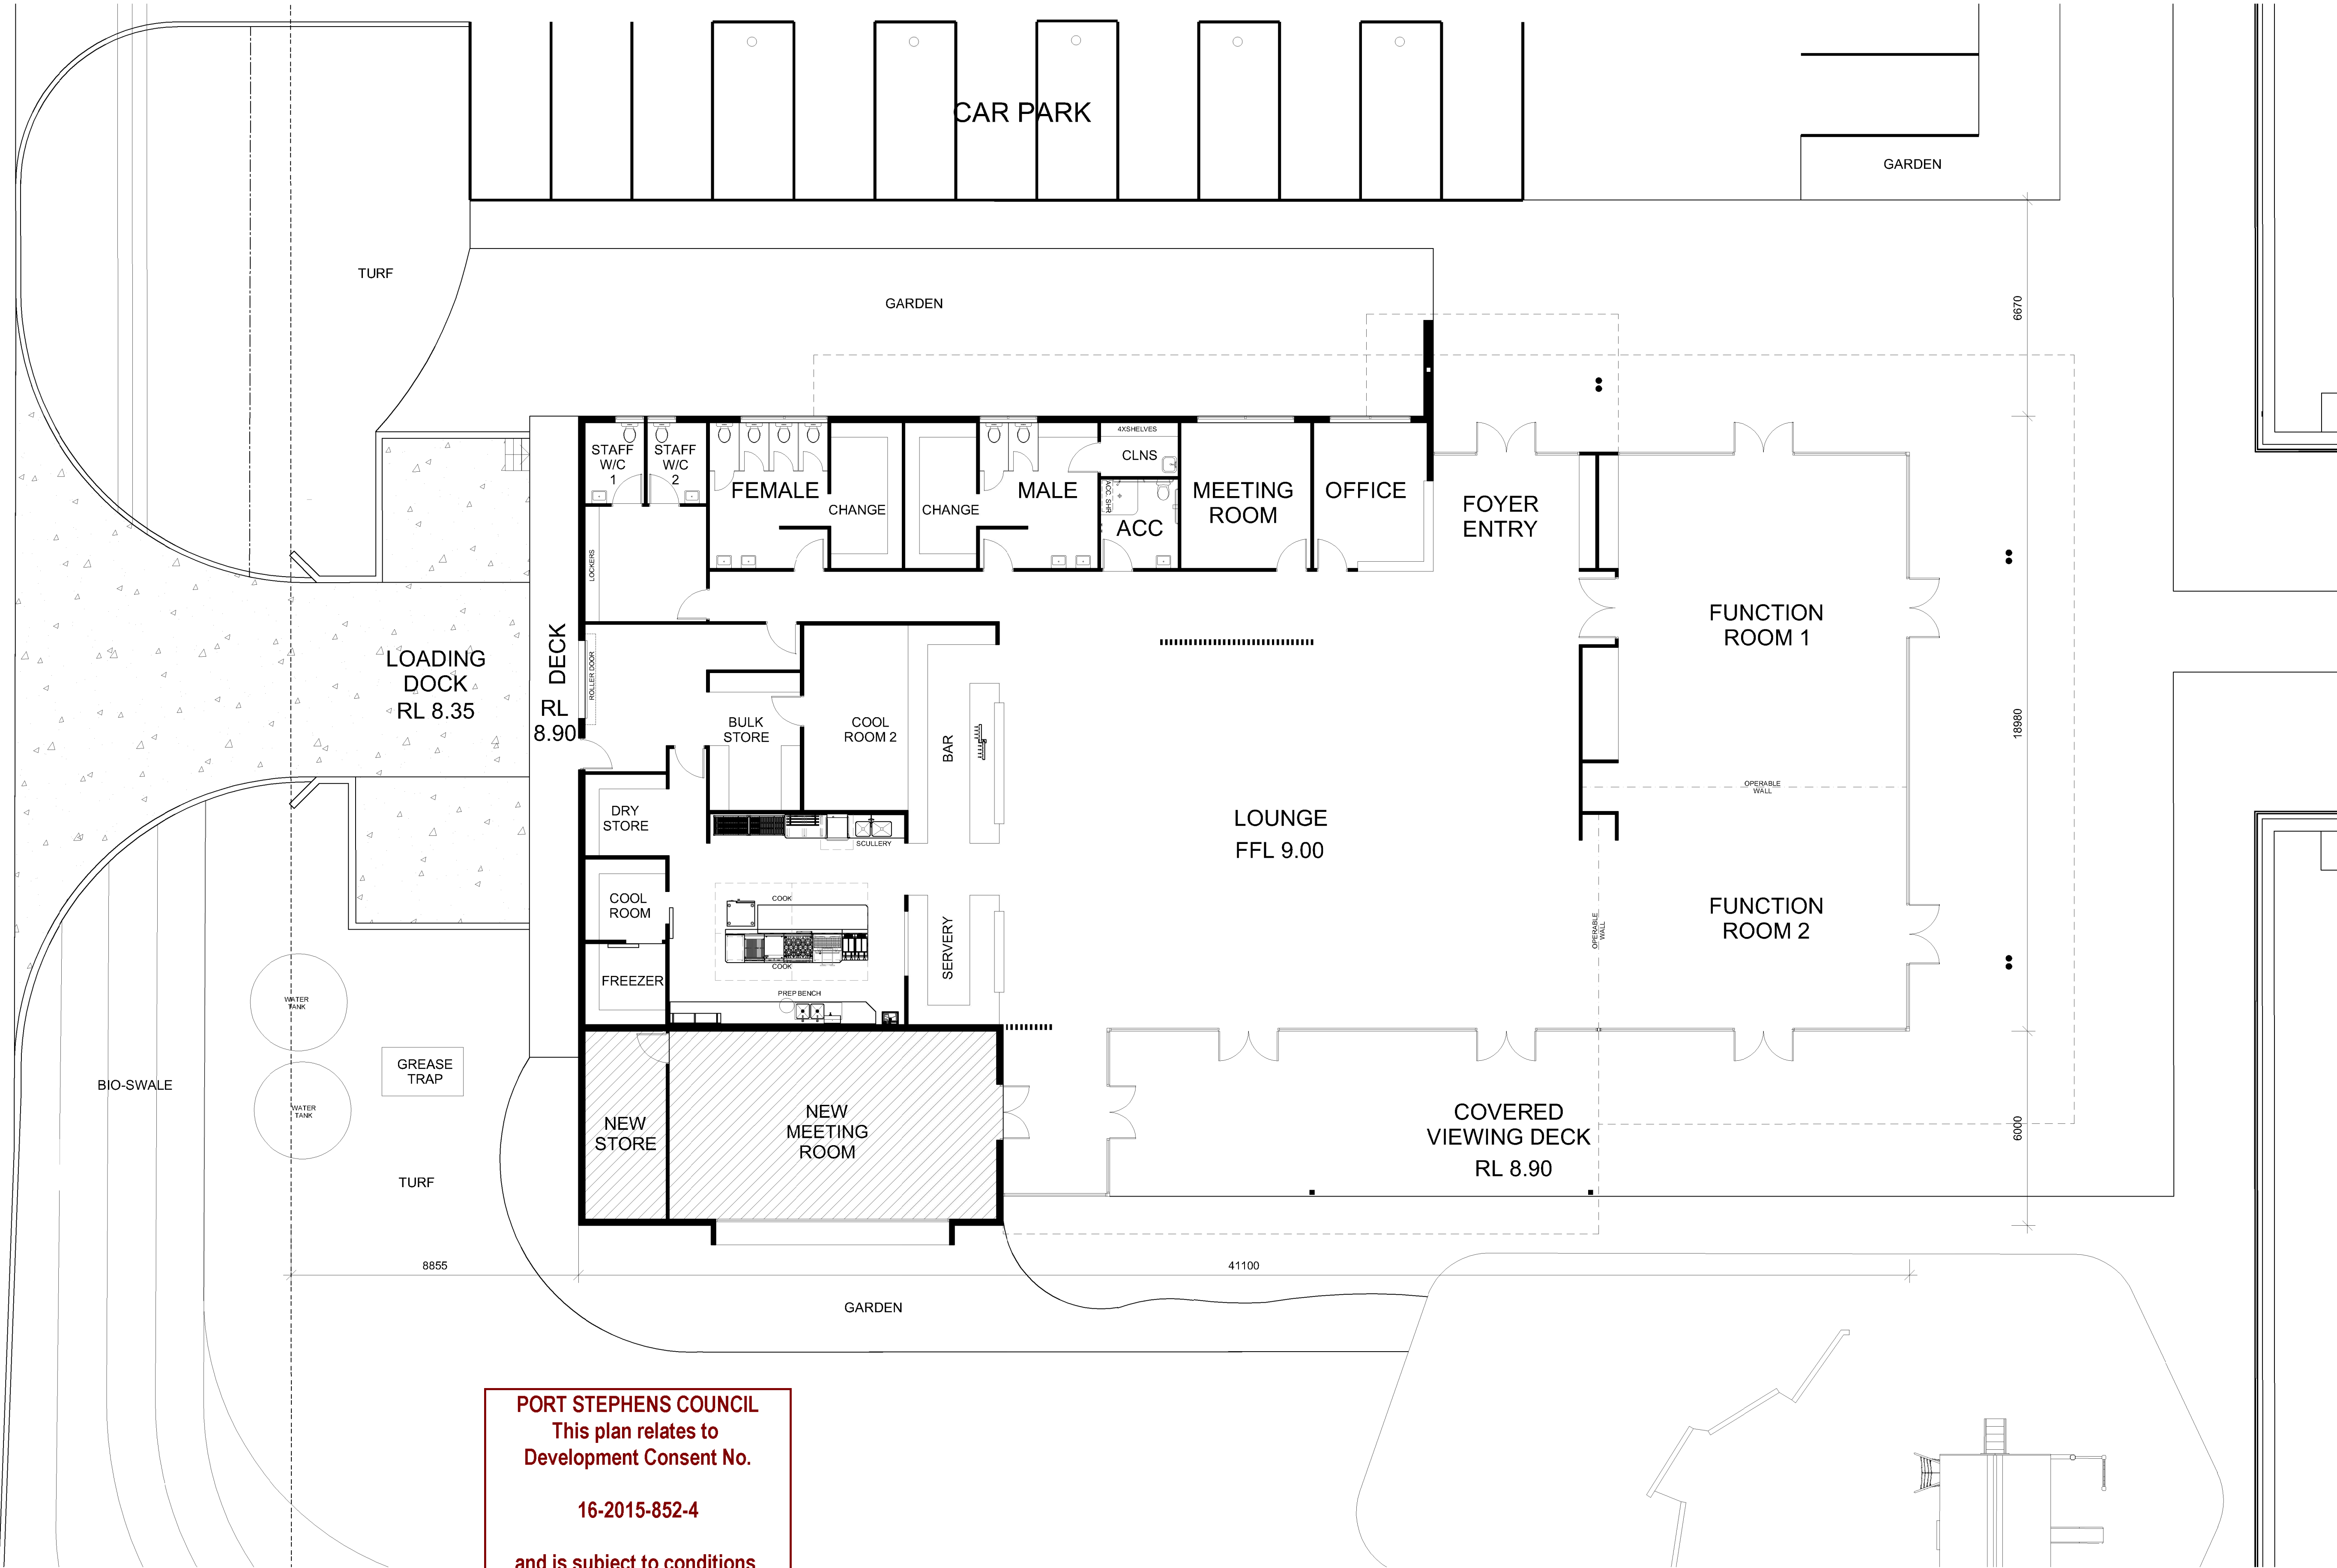 CAR PARK
GARDEN
TURF
GARDEN
6670
STAFF
W/C
1
STAFF
W/C
2
FEMALE
CHANGE
CHANGE
MALE
4XSHELVES
CLNS
ACC. SHR
ACC
MEETING
ROOM
OFFICE
FOYER
ENTRY
LOCKERS
LOADING
DOCK
RL 8.35
DECK
RL
8.90
ROLLER DOOR
BULK
STORE
COOL
ROOM 2
BAR
FUNCTION
ROOM 1
18980
OPERABLE
WALL
DRY
STORE
SCULLERY
LOUNGE
FFL 9.00
COOL
ROOM
COOK
COOK
SERVERY
OPERABLE
WALL
FUNCTION
ROOM 2
FREEZER
PREP BENCH
WATER
TANK
WATER
TANK
GREASE
TRAP
BIO-SWALE
TURF
NEW
STORE
NEW
MEETING
ROOM
COVERED
VIEWING DECK
RL 8.90
6000
8855
41100
GARDEN
PORT STEPHENS COUNCIL
This plan relates to
Development Consent No.
16-2015-852-4
and is subject to conditions